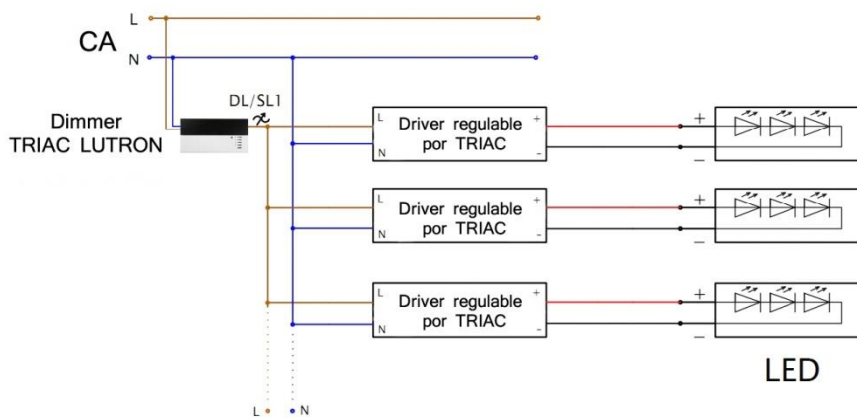 L
CA
N
DL/SL1
Dimmer
TRIAC LUTRON
L
N
Driver regulable
por TRIAC
+
-
+
−
L
N
Driver regulable
por TRIAC
+
-
+
−
L
N
Driver regulable
por TRIAC
+
-
+
−
LED
L
N